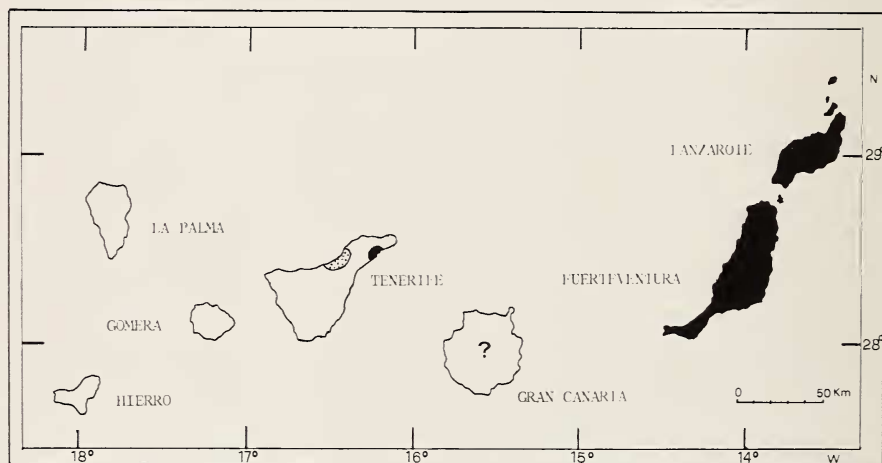 N
LANZAROTE
29°
LA PALMA
TENERIFE
FUERTEVENTURA
GOMERA
28°
?
HIERRO
GRAN CANARIA
0 50 Km
18° 17° 16° 15° 14° W